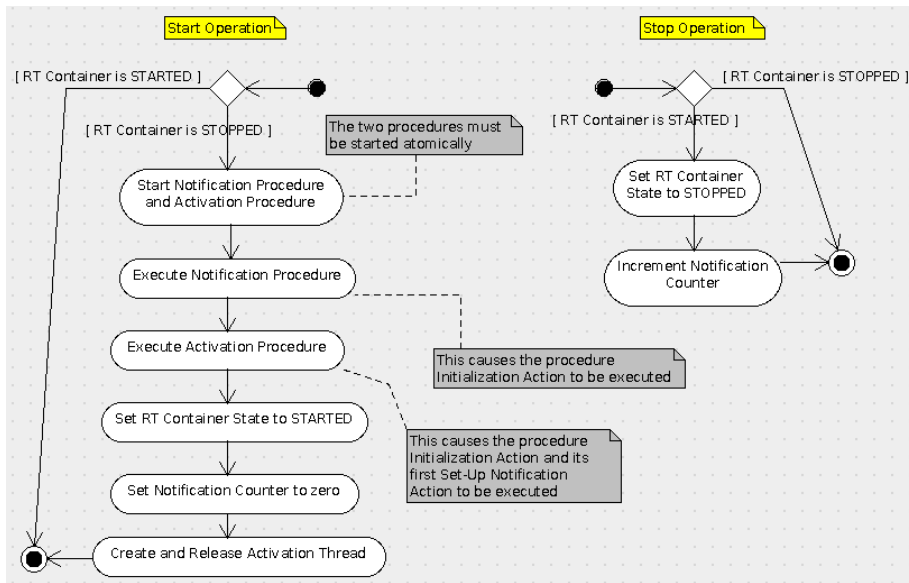 Start Operation
Stop Operation
[ RT Container is STARTED ]
[ RT Container is STOPPED ]
[ RT Container is STOPPED ]
[ RT Container is STARTED ]
The two procedures must
be started atomically
Start Notification Procedure
and Activation Procedure
Set RT Container
State to STOPPED
Execute Notification Procedure
Increment Notification
Counter
Execute Activation Procedure
This causes the procedure
Initialization Action to be executed
Set RT Container State to STARTED
This causes the procedure
Initialization Action and its
first Set-Up Notification
Action to be executed
Set Notification Counter to zero
Create and Release Activation Thread